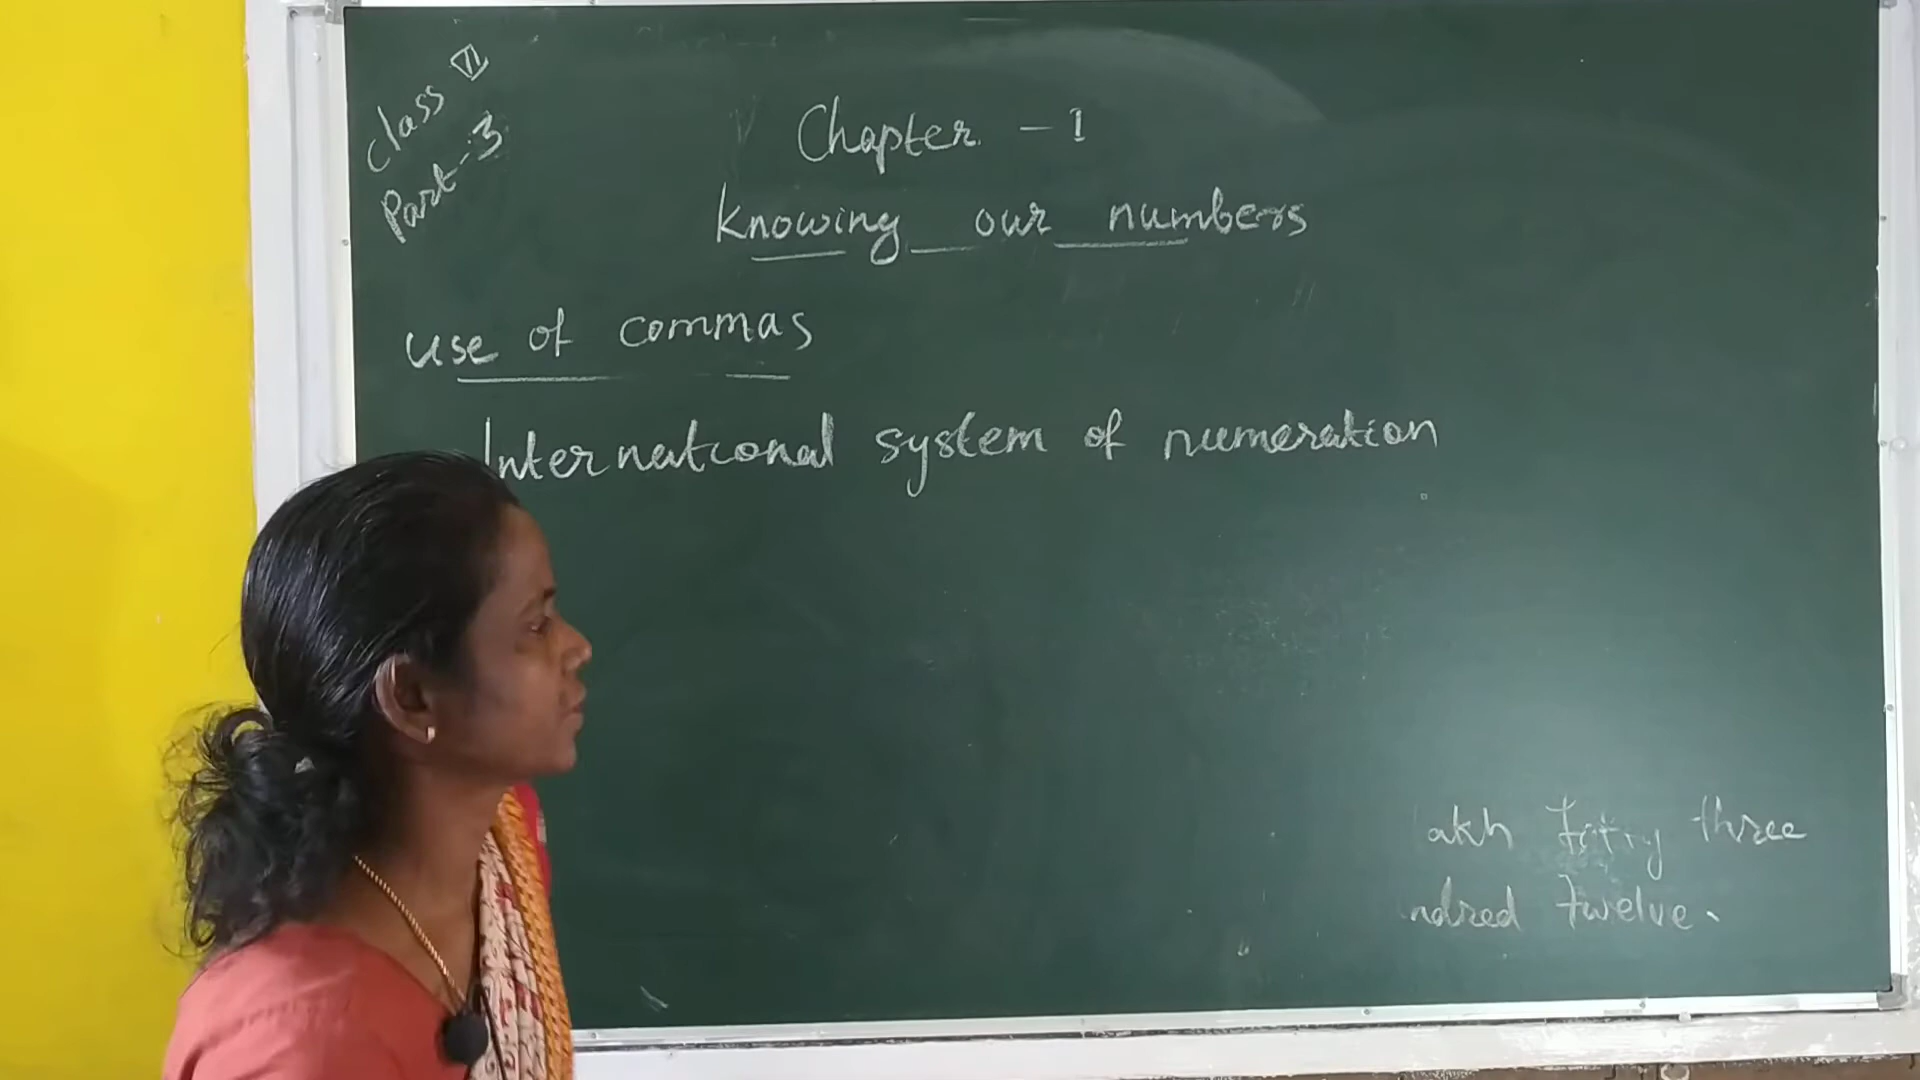 Class VI
Part-3
Chapter - 1
Knowing our numbers
Use of commas
International system of numeration
akh Forty three
ndred Twelve.